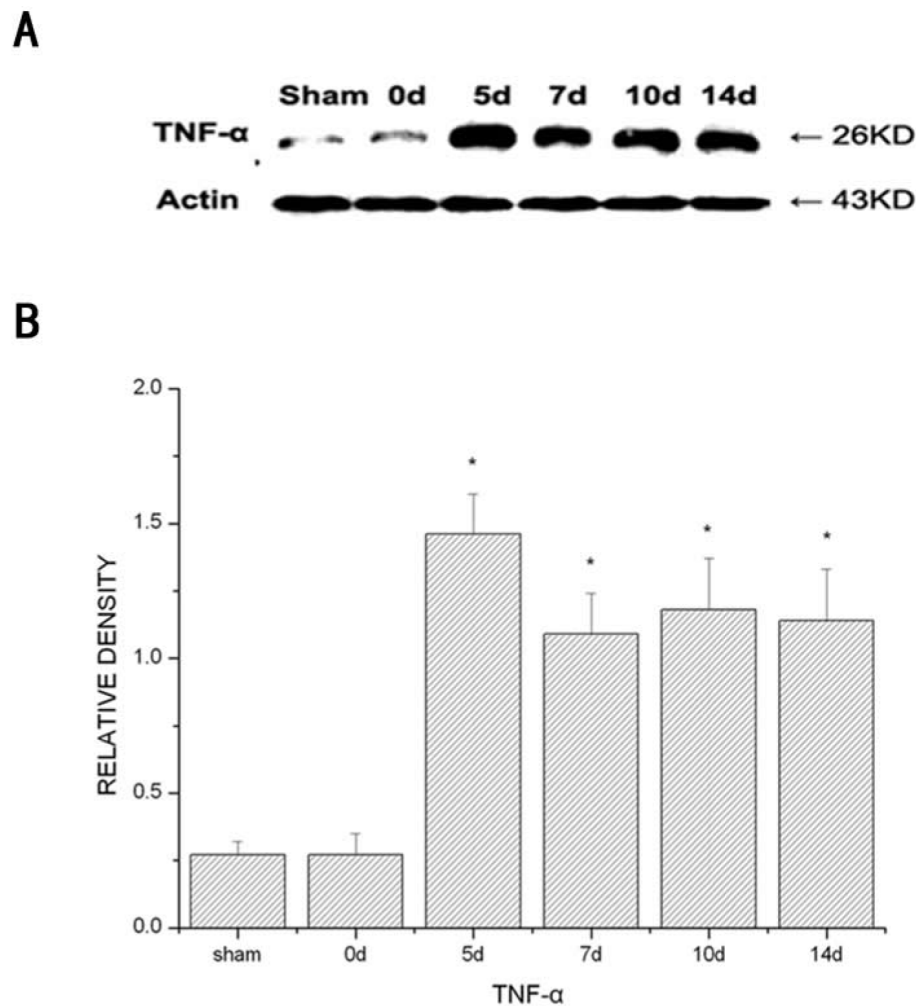 A
Sham 0d 5d 7d 10d 14d
TNF-α ← 26KD
Actin ← 43KD
B
2.0
1.5
1.0
0.5
0.0
RELATIVE DENSITY
* * * *
sham 0d 5d 7d 10d 14d
TNF-α